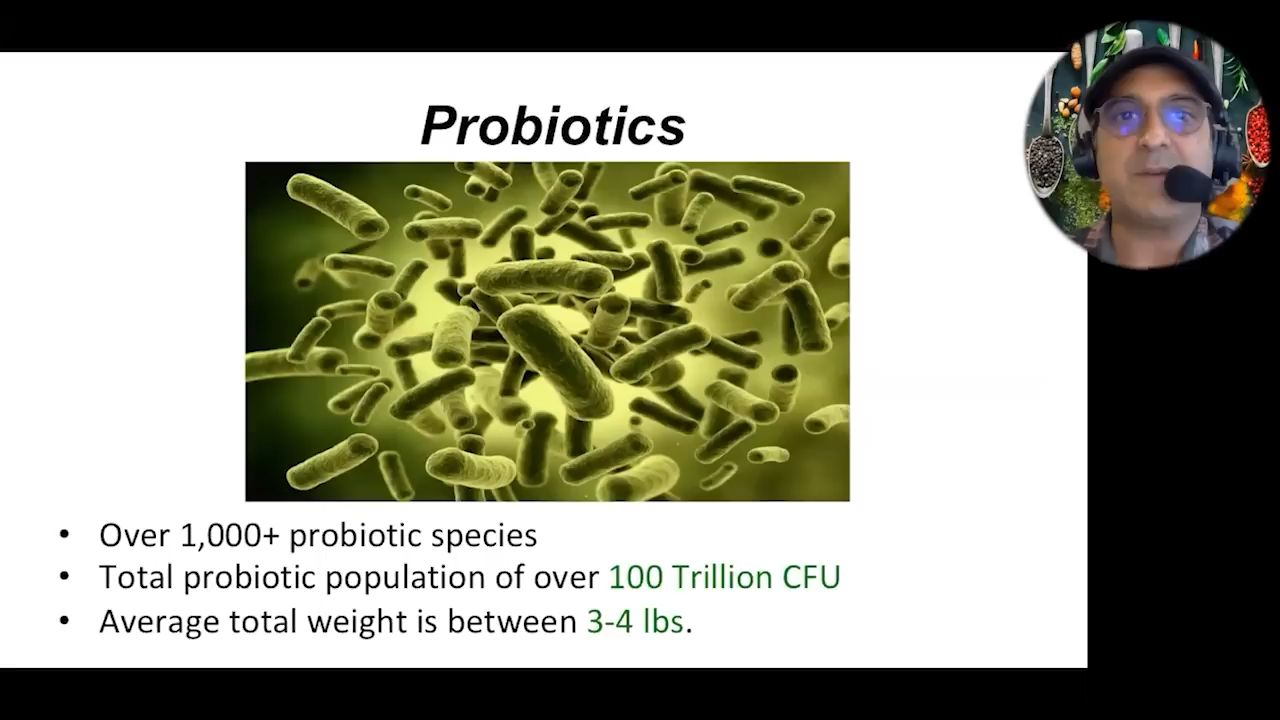 Probiotics
• Over 1,000+ probiotic species
• Total probiotic population of over 100 Trillion CFU
• Average total weight is between 3-4 lbs.